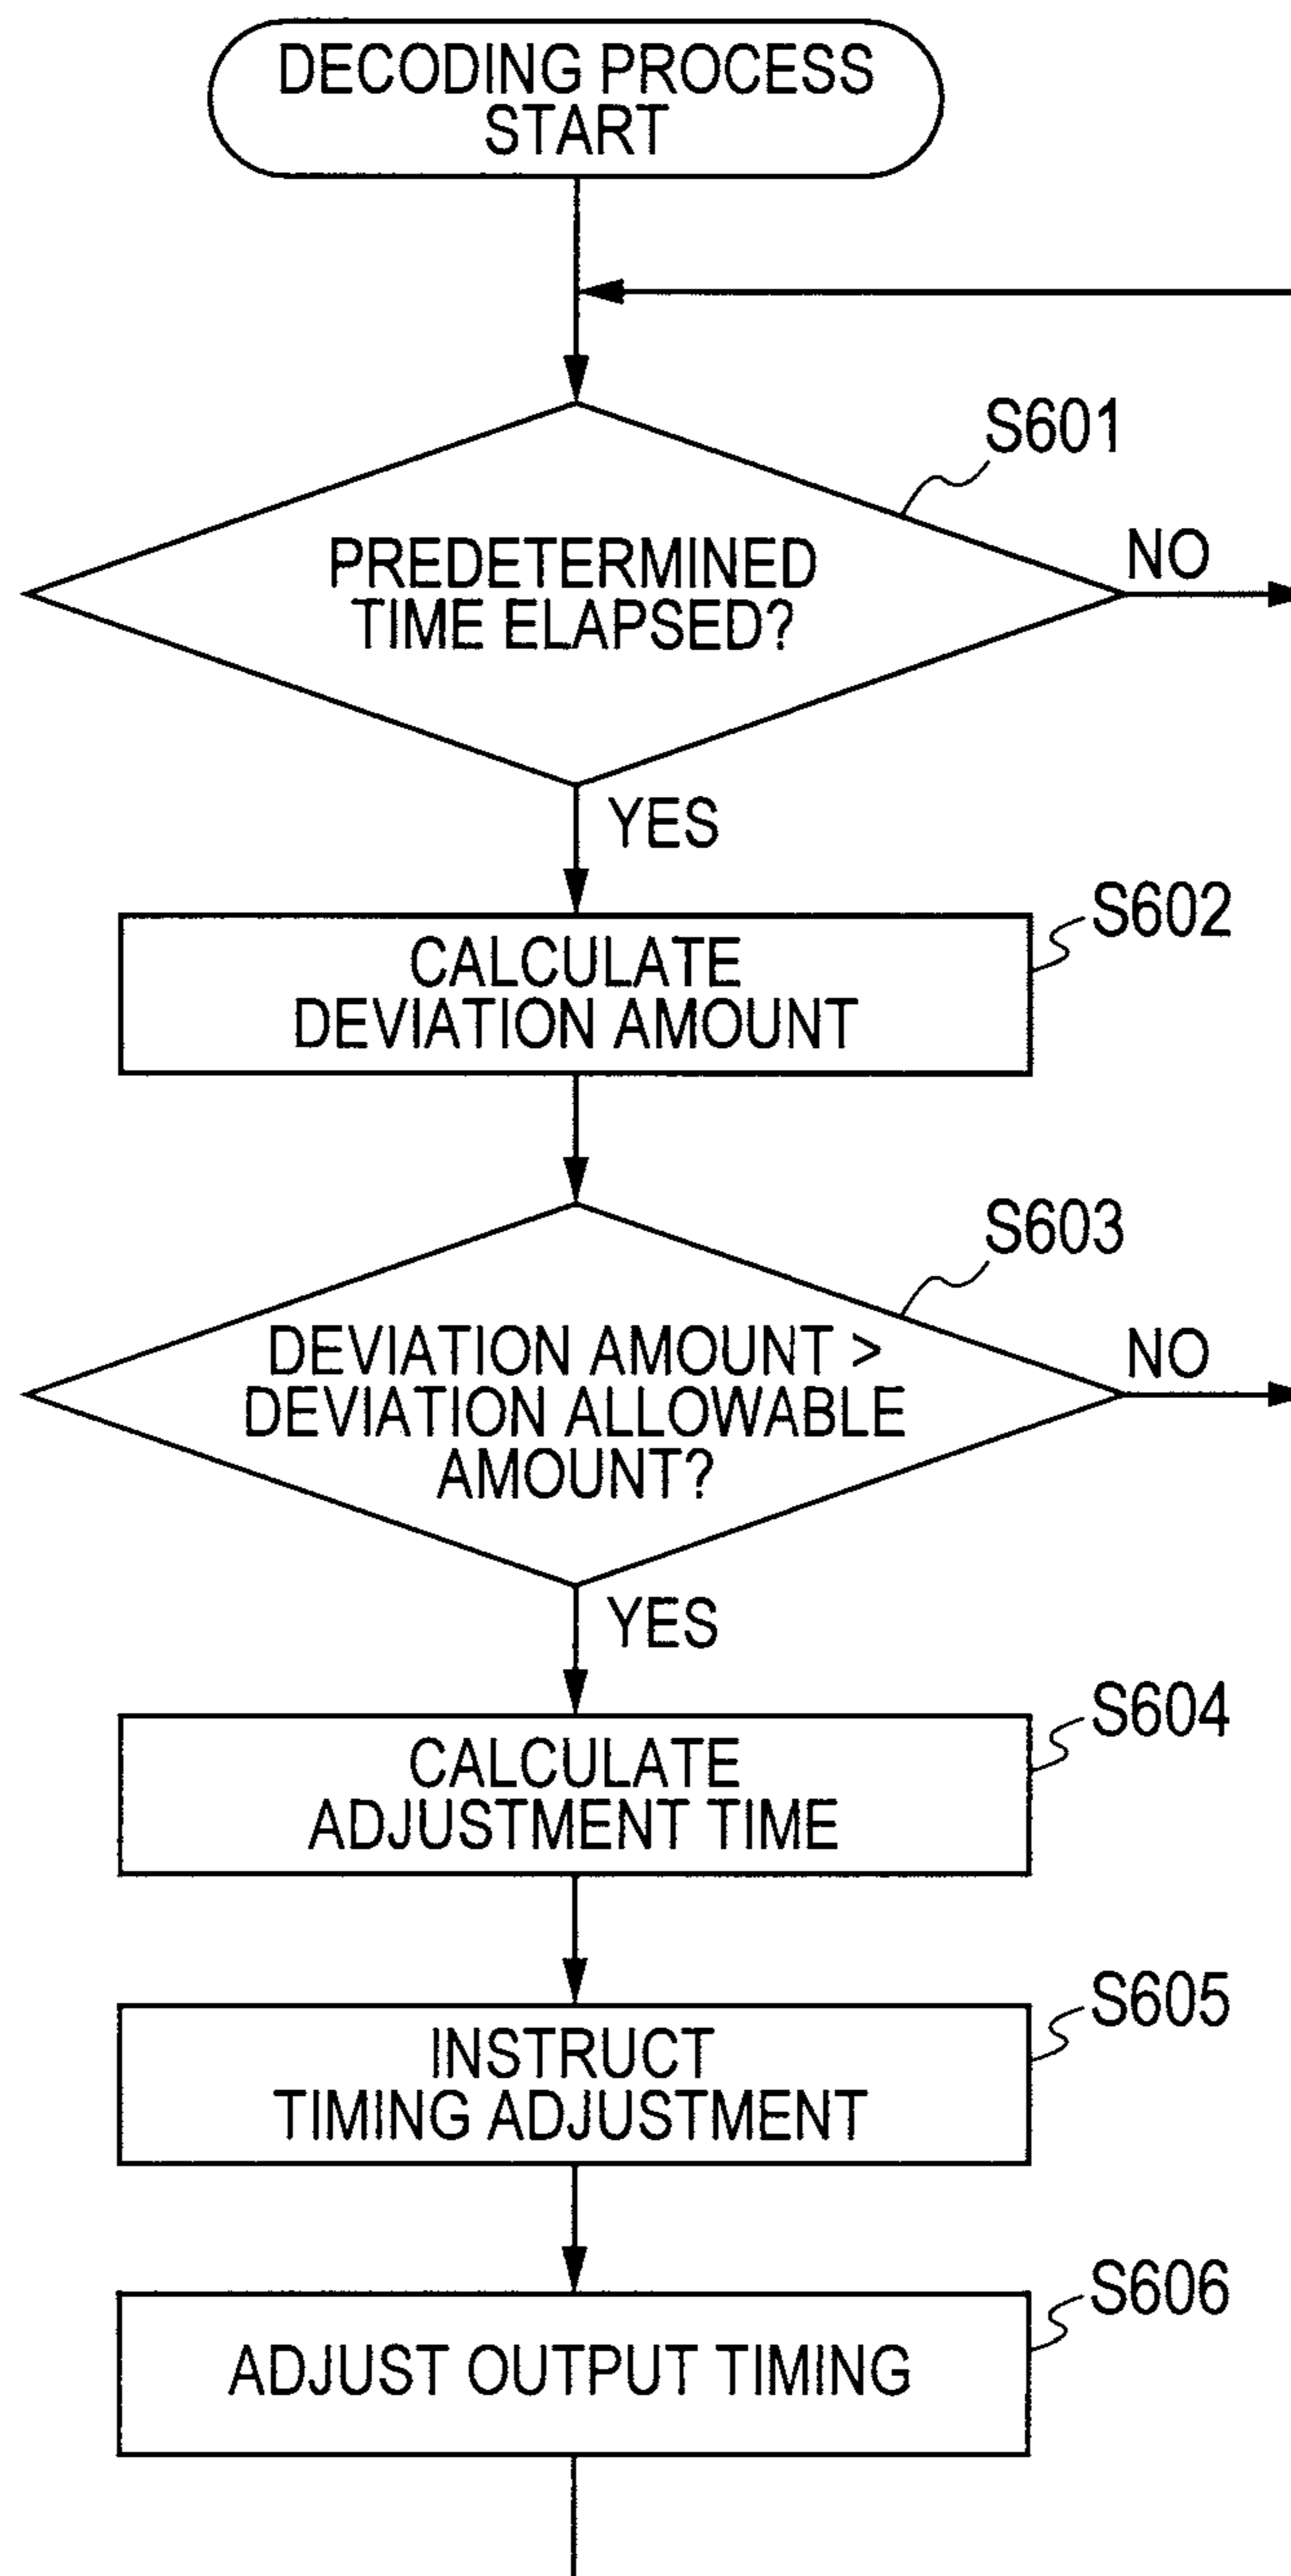 DECODING PROCESS
START
S601
PREDETERMINED
TIME ELAPSED?
NO
YES
S602
CALCULATE
DEVIATION AMOUNT
S603
DEVIATION AMOUNT >
DEVIATION ALLOWABLE
AMOUNT?
NO
YES
S604
CALCULATE
ADJUSTMENT TIME
S605
INSTRUCT
TIMING ADJUSTMENT
S606
ADJUST OUTPUT TIMING